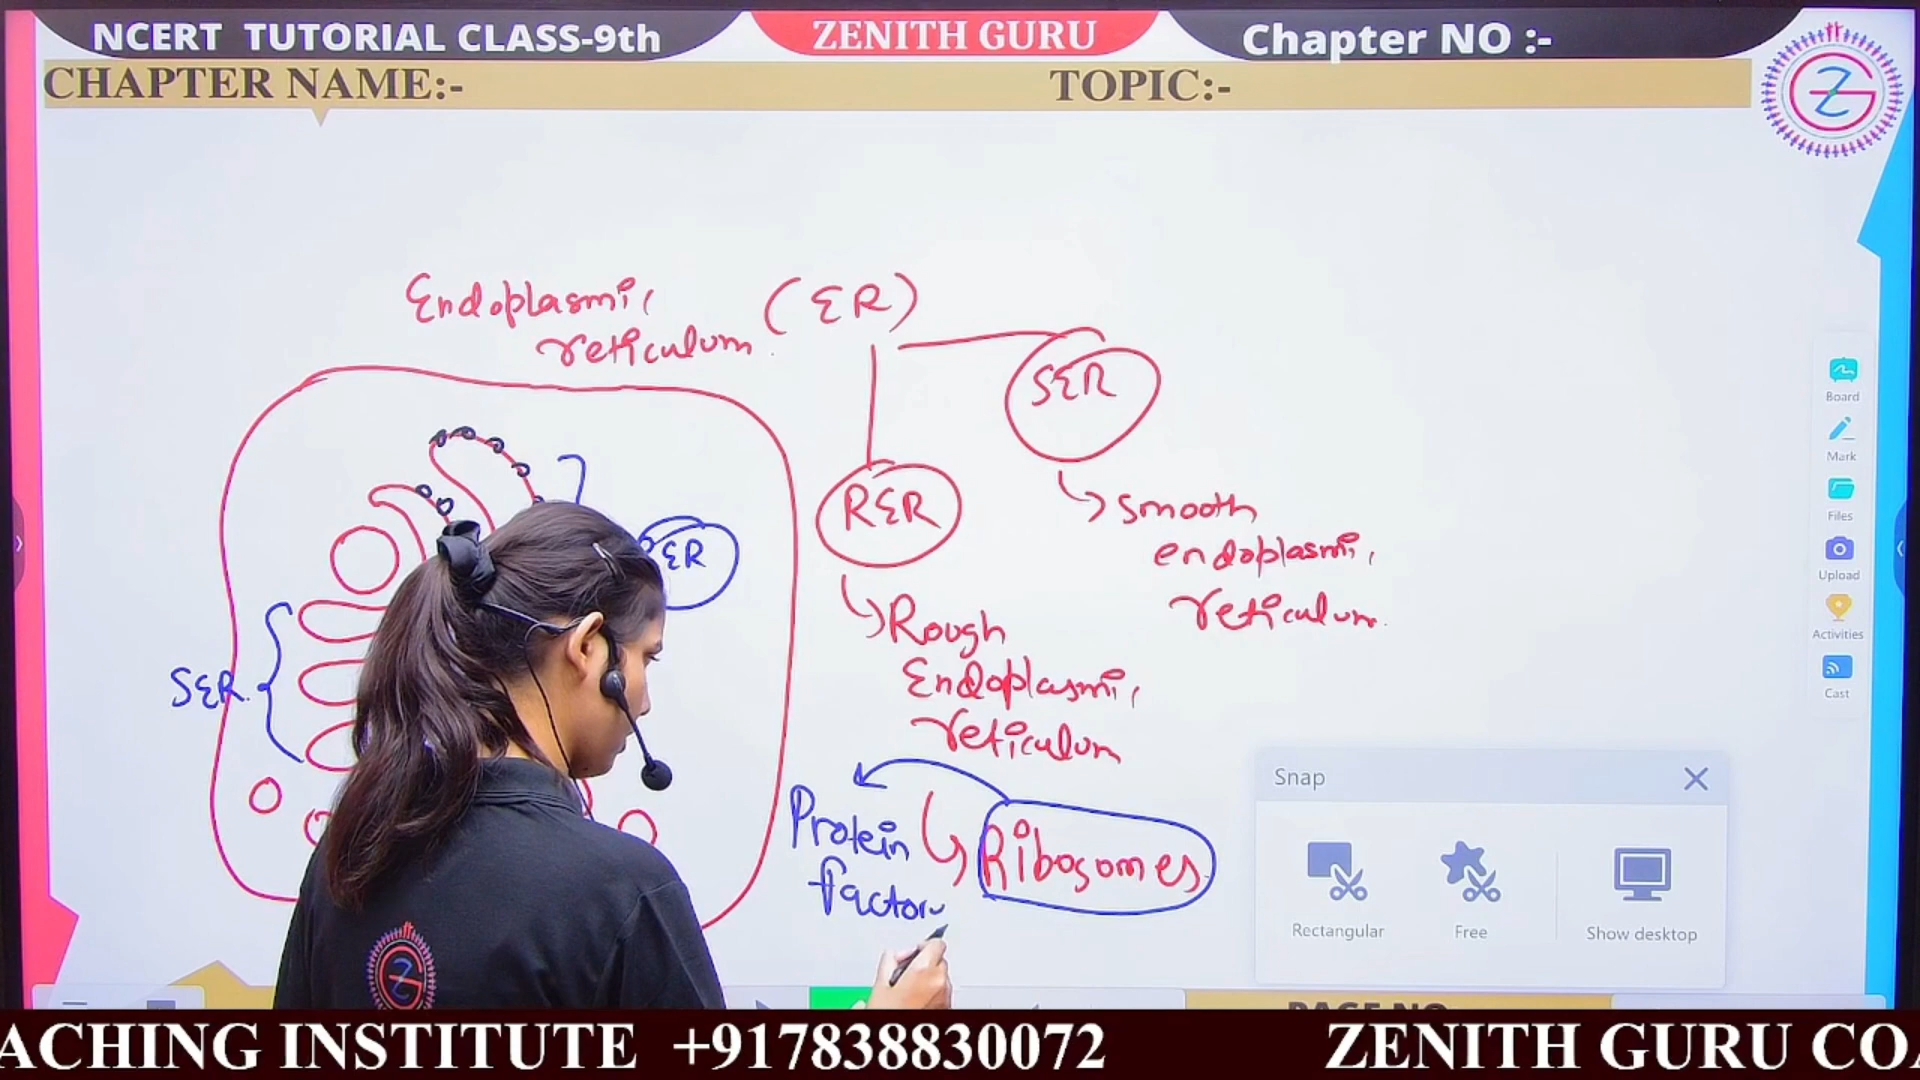 NCERT TUTORIAL CLASS-9th
ZENITH GURU
Chapter NO :-
CHAPTER NAME:-
TOPIC:-
Endoplasmic
reticulum
(ER)
SER
RER
smooth
endoplasmic
reticulum
Rough
Endoplasmic
reticulum
SER
ER
Protein
factory
Ribosomes
Board
Mark
Files
Upload
Activities
Cast
Snap
Rectangular
Free
Show desktop
ACHING INSTITUTE +917838830072 ZENITH GURU